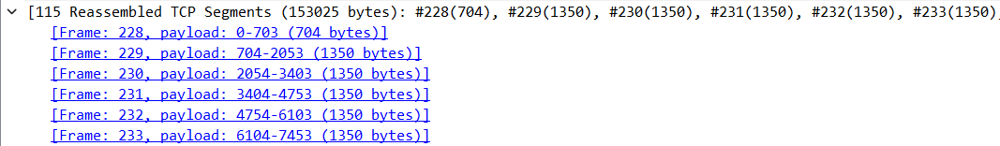 [115 Reassembled TCP Segments (153025 bytes): #228(704), #229(1350), #230(1350), #231(1350), #232(1350), #233(1350)
[Frame: 228, payload: 0-703 (704 bytes)]
[Frame: 229, payload: 704-2053 (1350 bytes)]
[Frame: 230, payload: 2054-3403 (1350 bytes)]
[Frame: 231, payload: 3404-4753 (1350 bytes)]
[Frame: 232, payload: 4754-6103 (1350 bytes)]
[Frame: 233, payload: 6104-7453 (1350 bytes)]